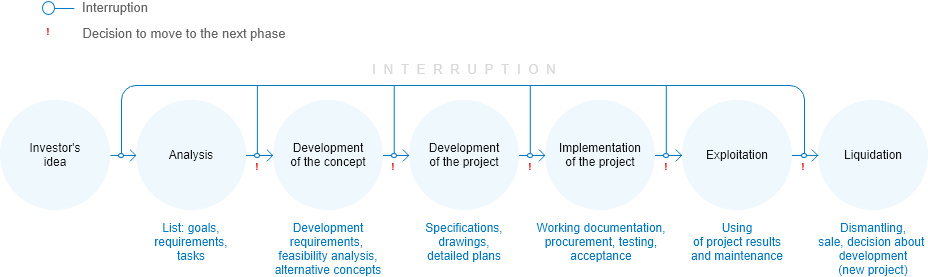 Interruption
!
Decision to move to the next phase
INTERRUPTION
Investor's
idea
Analysis
Development
of the concept
Development
of the project
Implementation
of the project
Exploitation
Liquidation
!
!
!
!
!
List: goals,
requirements,
tasks
Development
requirements,
feasibility analysis,
alternative concepts
Specifications,
drawings,
detailed plans
Working documentation,
procurement, testing,
acceptance
Using
of project results
and maintenance
Dismantling,
sale, decision about
development
(new project)